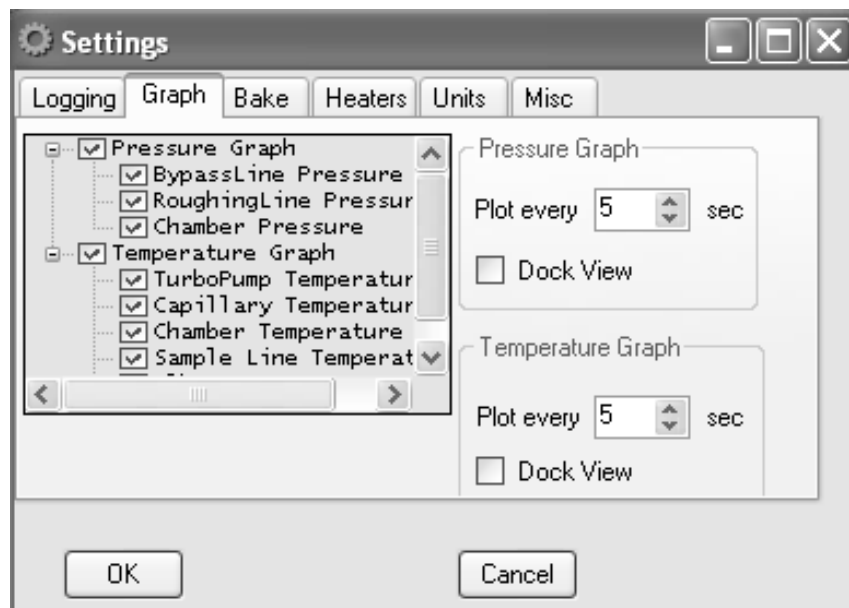 Settings
Logging Graph Bake Heaters Units Misc
Pressure Graph
BypassLine Pressure
RoughingLine Pressur
Chamber Pressure
Temperature Graph
TurboPump Temperatur
Capillary Temperatur
Chamber Temperature
Sample Line Temperat
Pressure Graph
Plot every 5 sec
Dock View
Temperature Graph
Plot every 5 sec
Dock View
OK Cancel